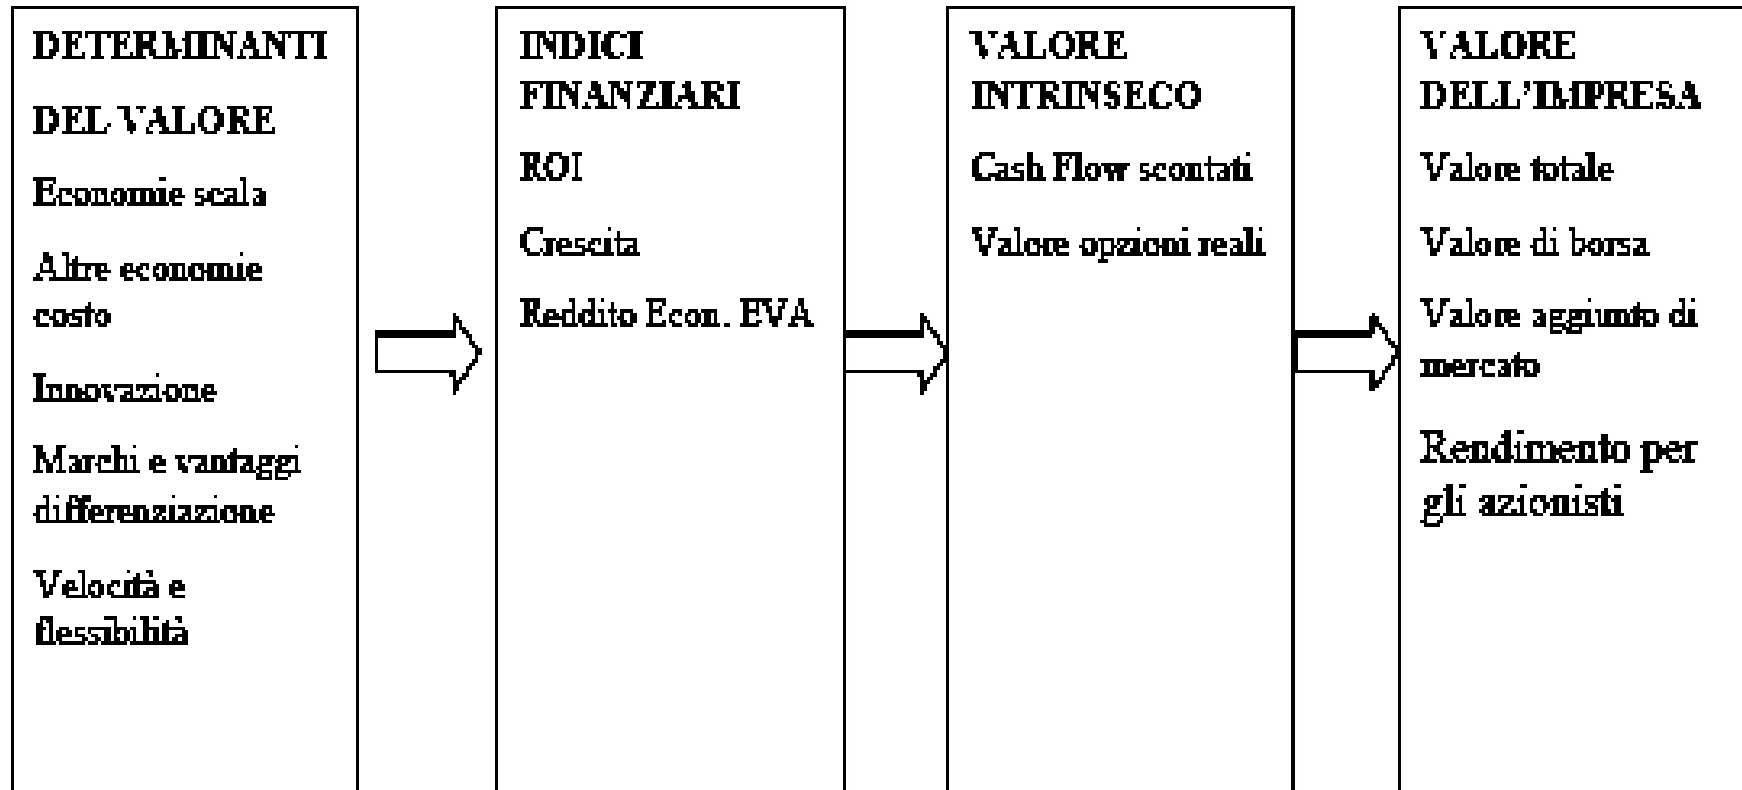 DETERMINANTI
DEL VALORE
Economie scala
Altre economie
costo
Innovazione
Marchi e vantaggi
differenziazione
Velocità e
flessibilità
INDICI
FINANZIARI
ROI
Crescita
Reddito Econ. EVA
VALORE
INTRINSECO
Cash Flow scontati
Valore opzioni reali
VALORE
DELL'IMPRESA
Valore totale
Valore di borsa
Valore aggiunto di
mercato
Rendimento per
gli azionisti